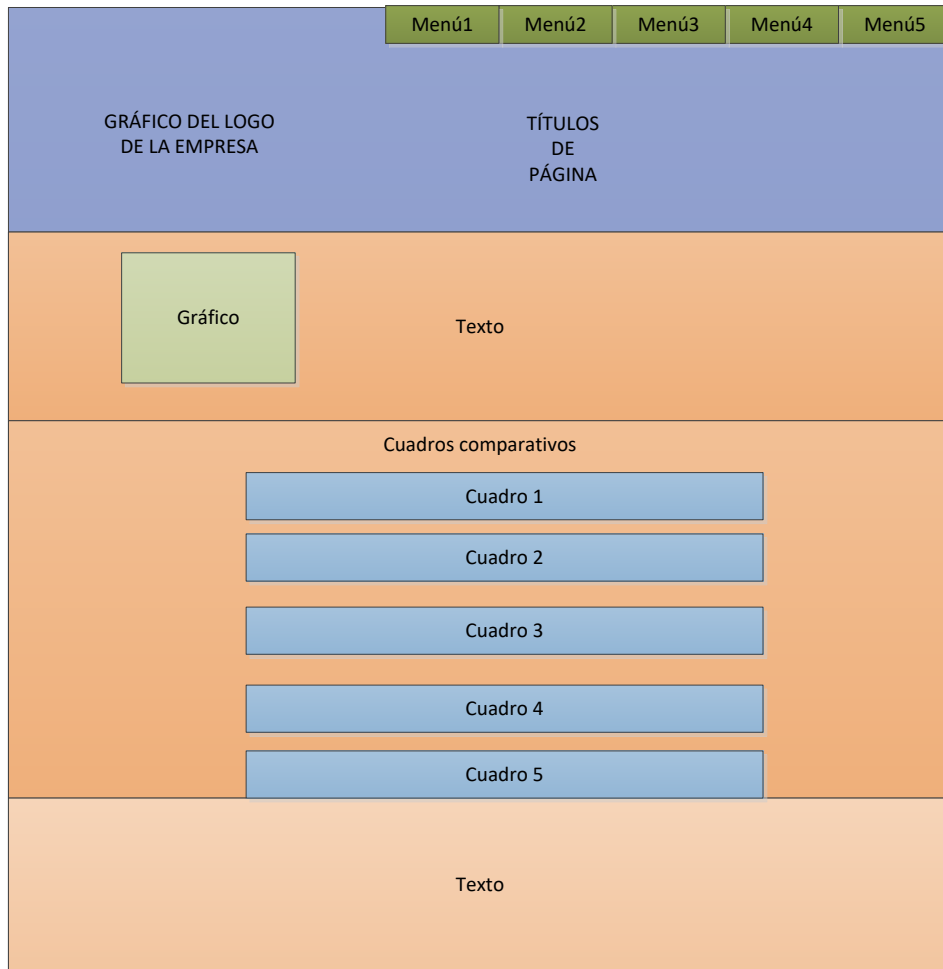 Menú1
Menú2
Menú3
Menú4
Menú5
GRÁFICO DEL LOGO
DE LA EMPRESA
TÍTULOS
DE
PÁGINA
Gráfico
Texto
Cuadros comparativos
Cuadro 1
Cuadro 2
Cuadro 3
Cuadro 4
Cuadro 5
Texto